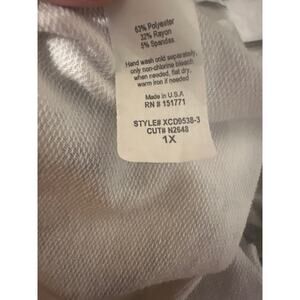 63% Polyester
32% Rayon
5% Spandex
Hand wash cold separately,
only non-chlorine bleach
when needed, flat dry.
warm iron if needed
Made in U.S.A
RN # 151771
STYLE# XCD9538-3
CUT# N2648
1X